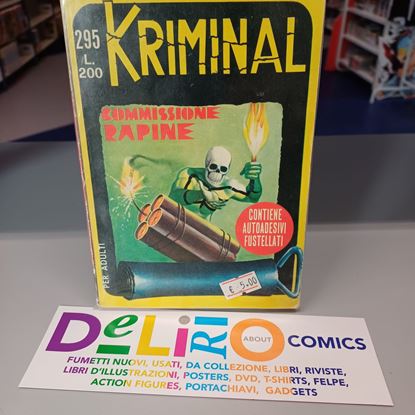 295
L.
200
KRIMINAL
COMMISSIONE
RAPINE
CONTIENE
AUTOADESIVI
FUSTELLATI
PER ADULTI
€ 5.00
DELIRIO ABOUT COMICS
FUMETTI NUOVI, USATI, DA COLLEZIONE, LIBRI, RIVISTE,
LIBRI D'ILLUSTRAZIONI, POSTERS, DVD, T-SHIRTS, FELPE,
ACTION FIGURES, PORTACHIAVI, GADGETS